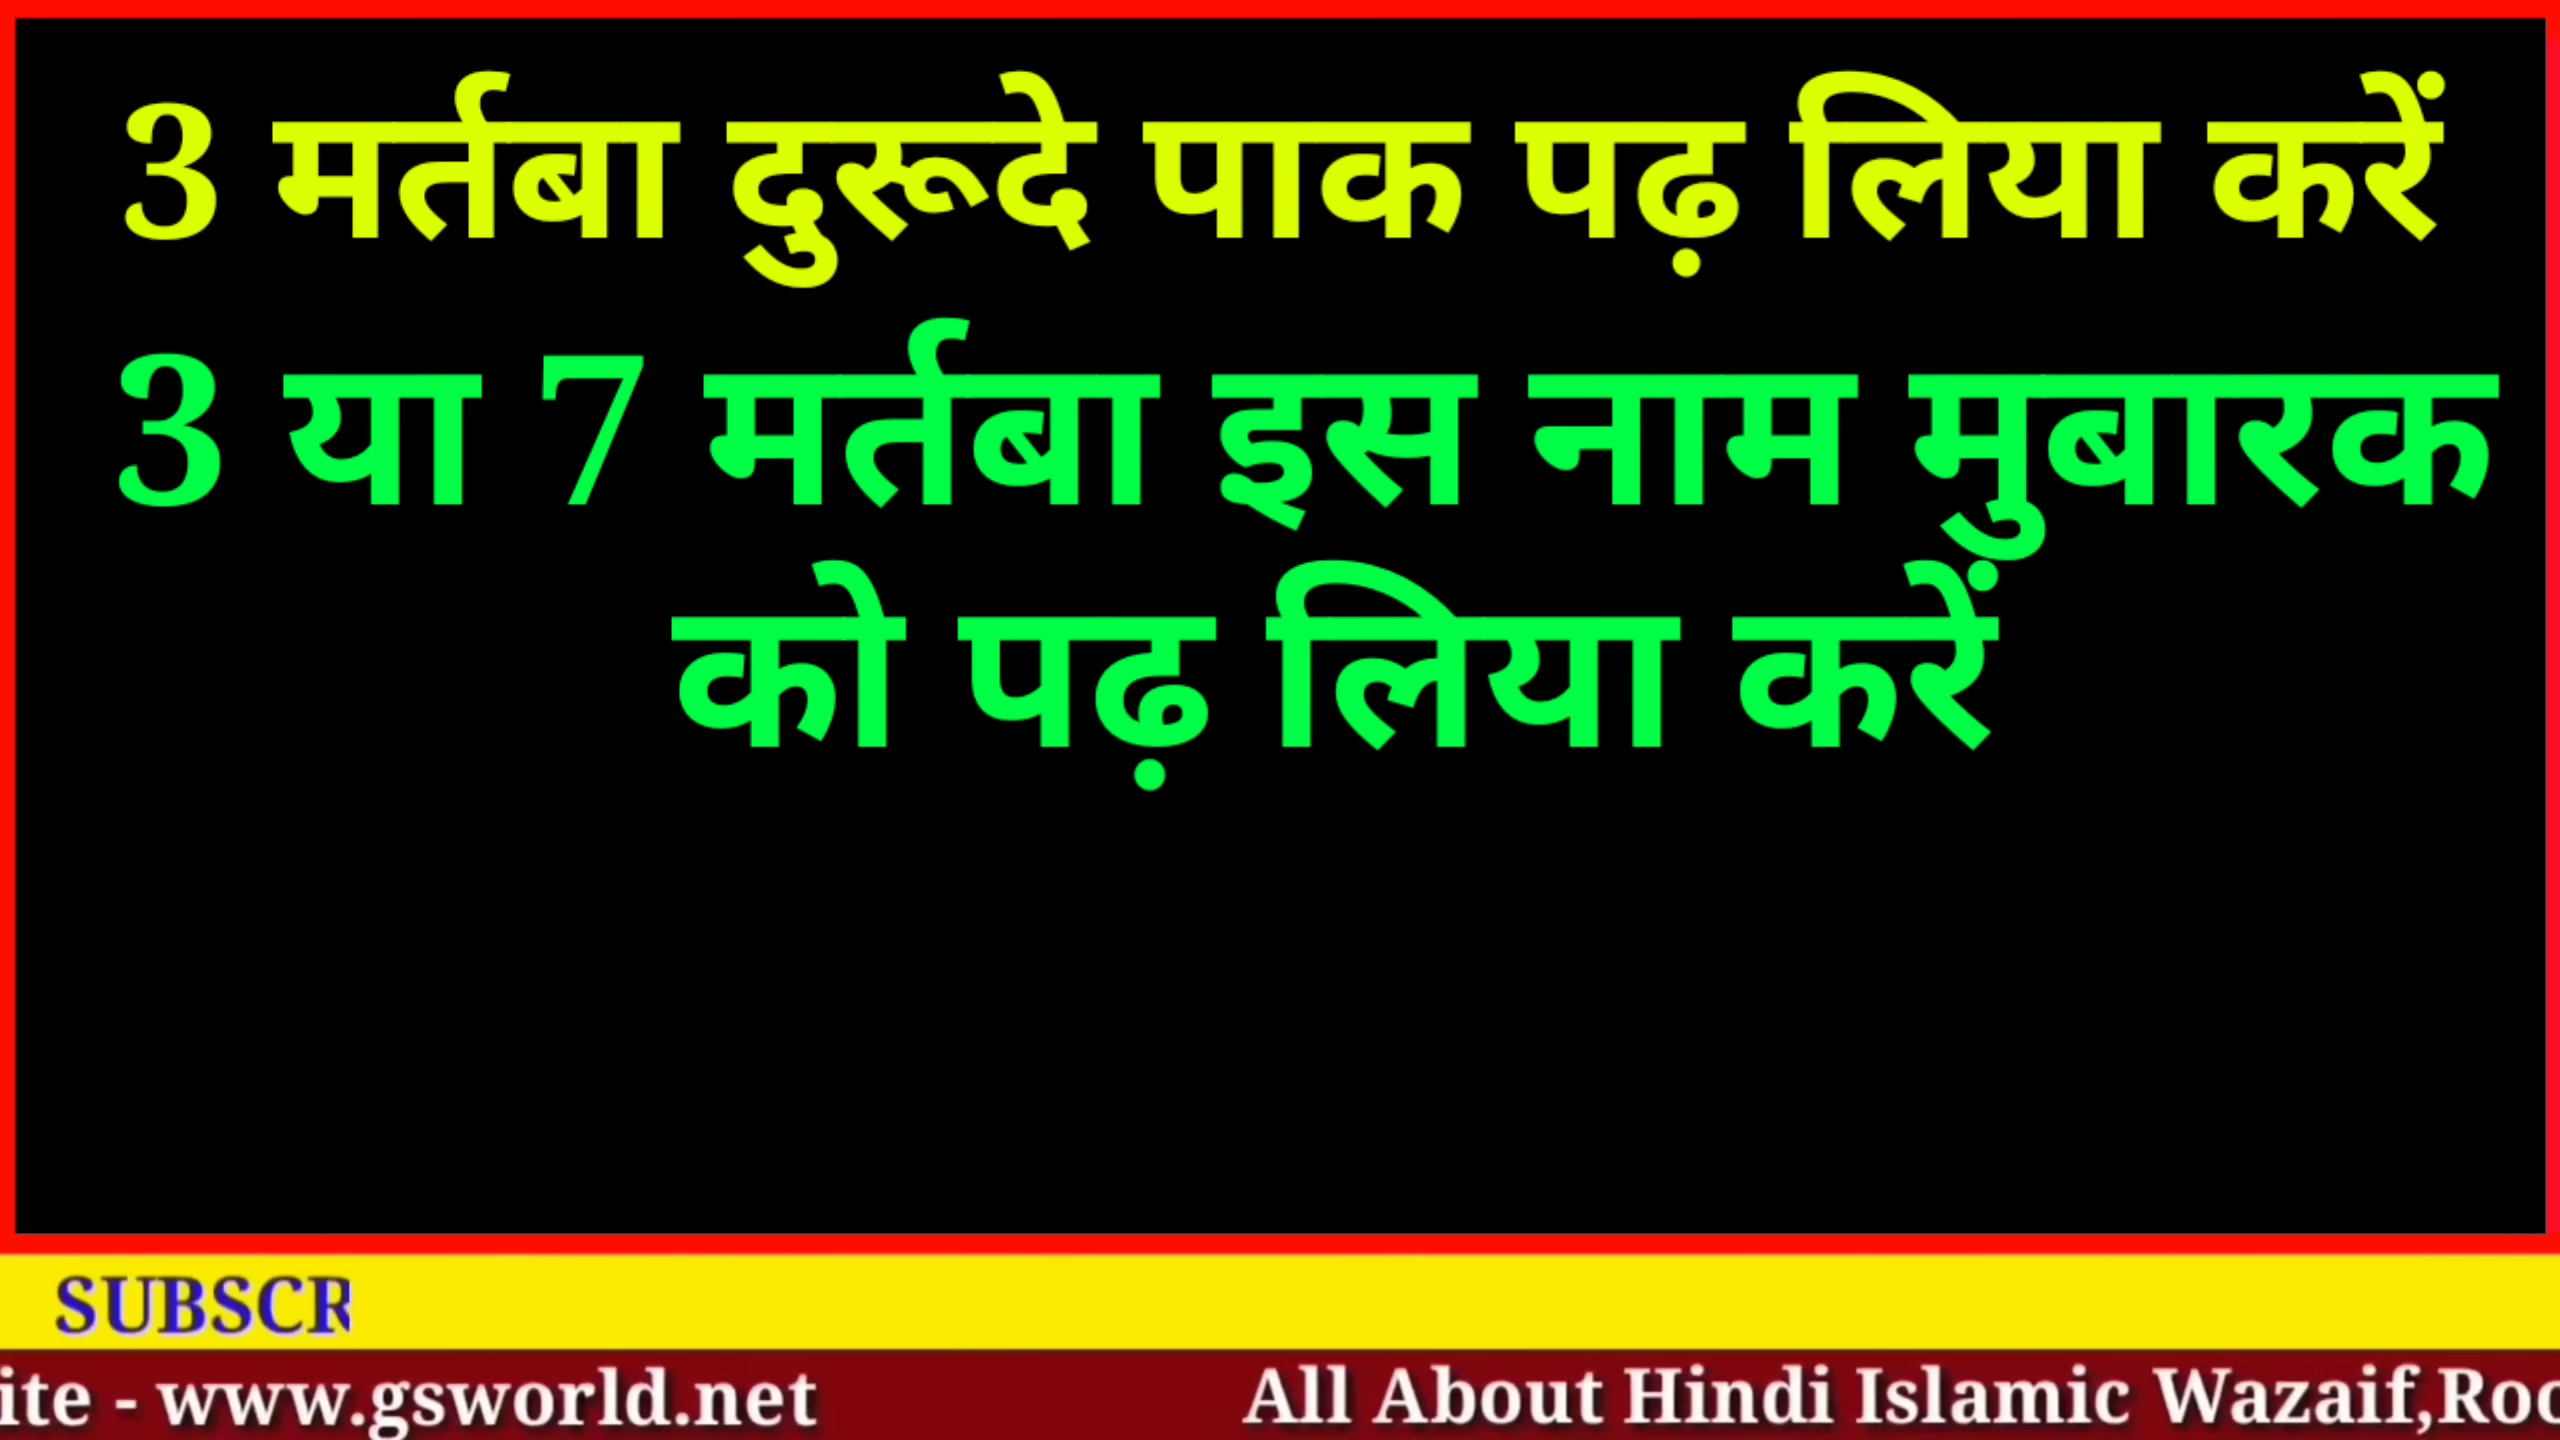 3 मर्तबा दुरूदे पाक पढ़ लिया करें
3 या 7 मर्तबा इस नाम मुबारक
को पढ़ लिया करें
SUBSCR
ite - www.gsworld.net All About Hindi Islamic Wazaif,Roo